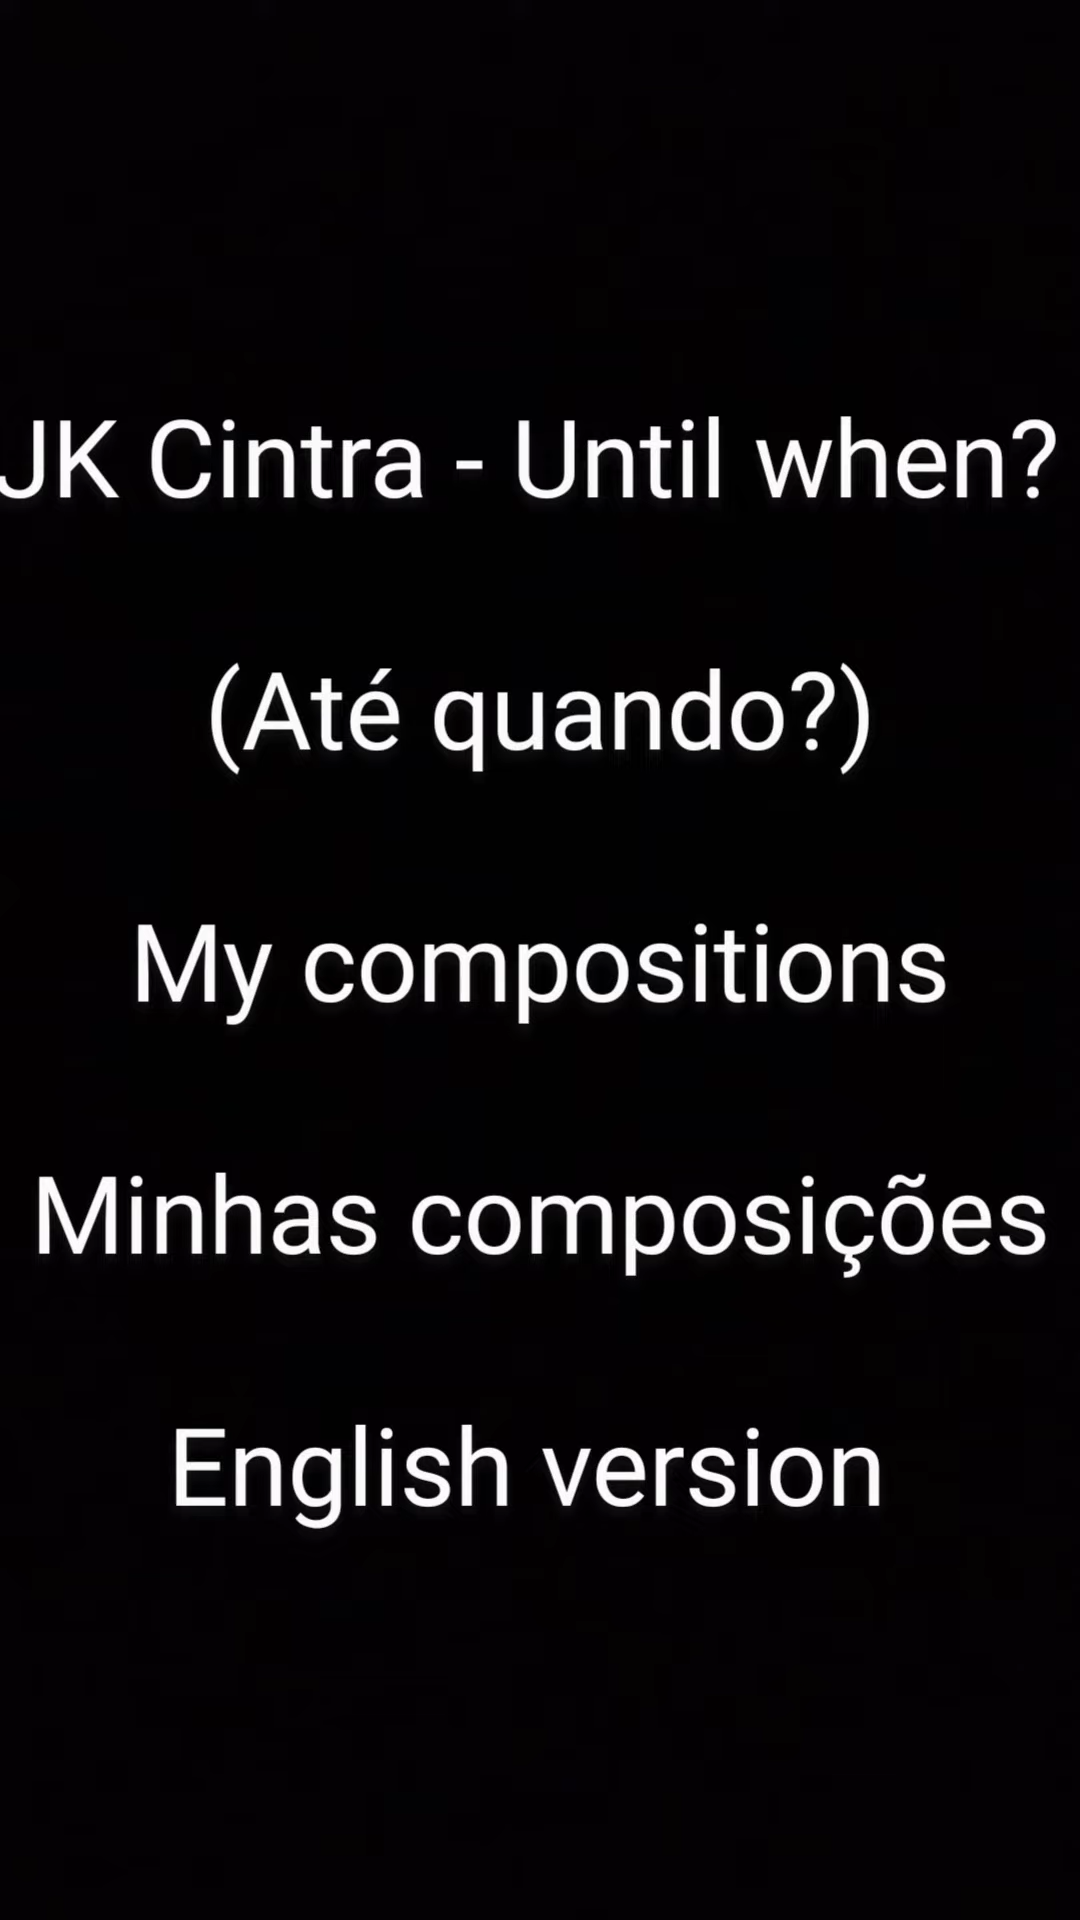 JK Cintra - Until when?
(Até quando?)
My compositions
Minhas composições
English version